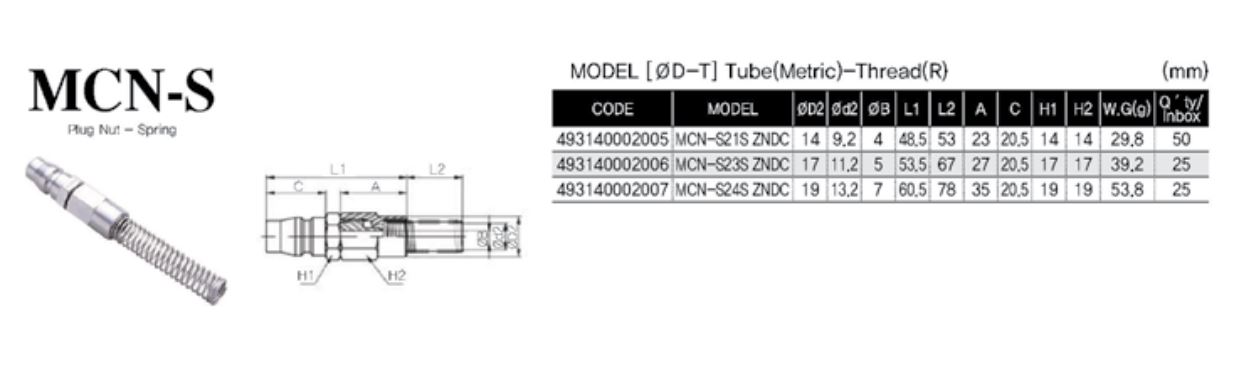 MCN-S
Plug Nut - Spring
MODEL [ØD-T] Tube(Metric)-Thread(R) (mm)
CODE MODEL ØD2 Ød2 ØB L1 L2 A C H1 H2 W.G(g) Q'ty/Inbox
493140002005 MCN-S21S ZNDC 14 9.2 4 48.5 53 23 20.5 14 14 29.8 50
493140002006 MCN-S23S ZNDC 17 11.2 5 53.5 67 27 20.5 17 17 39.2 25
493140002007 MCN-S24S ZNDC 19 13.2 7 60.5 78 35 20.5 19 19 53.8 25
L1 L2
C A
ØB Ød2 ØD2
H1 H2